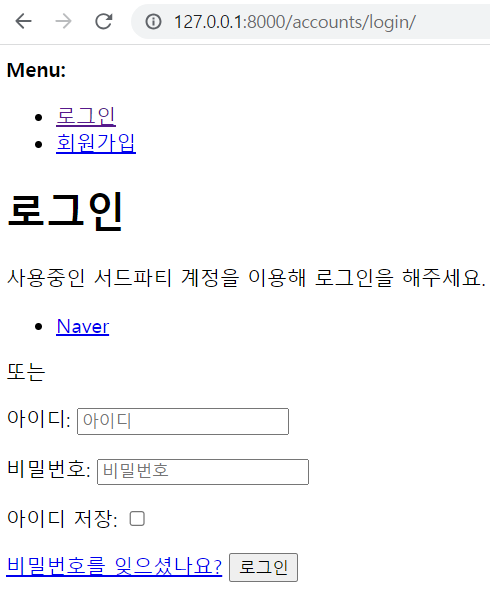 127.0.0.1:8000/accounts/login/
Menu:
로그인
회원가입
로그인
사용중인 서드파티 계정을 이용해 로그인을 해주세요.
Naver
또는
아이디: 아이디
비밀번호: 비밀번호
아이디 저장:
비밀번호를 잊으셨나요? 로그인